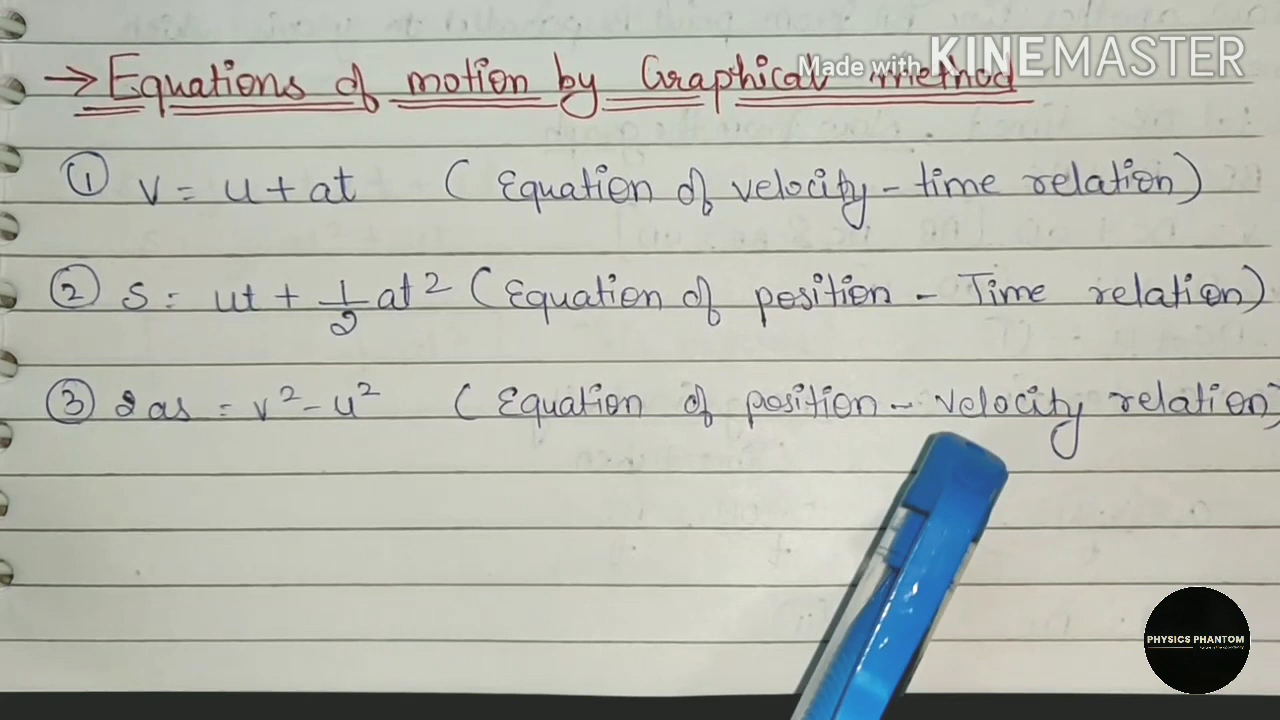 Made with KINEMASTER
→ Equations of motion by Graphical method
① v = u + at ( Equation of velocity - time relation )
② s = ut + 1/2 at² ( Equation of position - Time relation )
③ 2as = v² - u² ( Equation of position - velocity relation )
PHYSICS PHANTOM